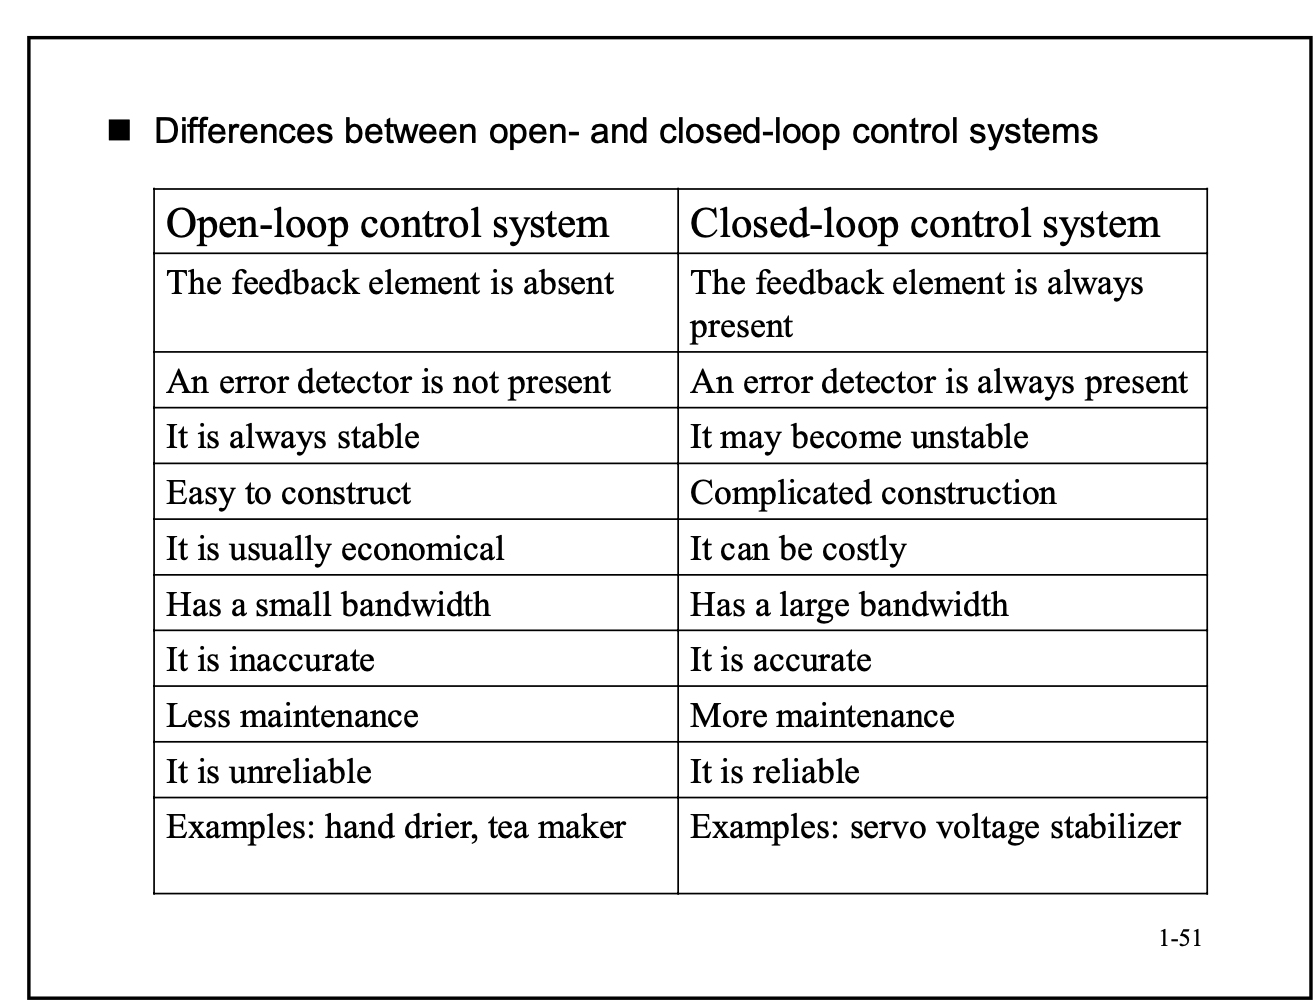 Differences between open- and closed-loop control systems
Open-loop control system
Closed-loop control system
The feedback element is absent
The feedback element is always
present
An error detector is not present
An error detector is always present
It is always stable
It may become unstable
Easy to construct
Complicated construction
It is usually economical
It can be costly
Has a small bandwidth
Has a large bandwidth
It is inaccurate
It is accurate
Less maintenance
More maintenance
It is unreliable
It is reliable
Examples: hand drier, tea maker
Examples: servo voltage stabilizer
1-51